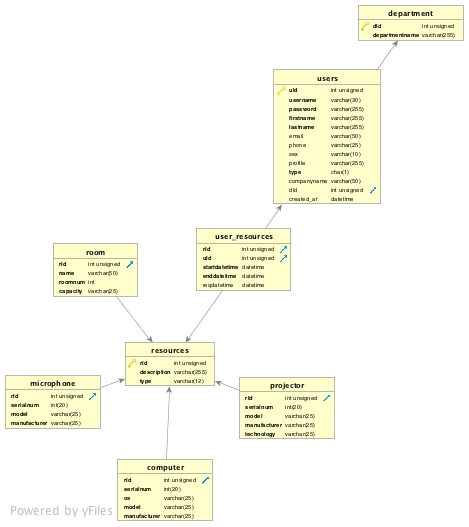 department
dId int unsigned
departmentname varchar(255)
users
uId int unsigned
username varchar(30)
password varchar(255)
firstname varchar(255)
lastname varchar(255)
email varchar(50)
phone varchar(25)
sex varchar(10)
profile varchar(255)
type char(1)
companyname varchar(50)
dId int unsigned
created_at datetime
user_resources
rId int unsigned
uId int unsigned
startdatetime datetime
enddatetime datetime
reqdatetime datetime
room
rId int unsigned
name varchar(50)
roomnum int
capacity varchar(25)
resources
rId int unsigned
description varchar(255)
type varchar(12)
microphone
rId int unsigned
serialnum int(20)
model varchar(25)
manufacturer varchar(25)
projector
rId int unsigned
serialnum int(20)
model varchar(25)
manufacturer varchar(25)
technology varchar(25)
computer
rId int unsigned
serialnum int(20)
os varchar(25)
model varchar(25)
manufacturer varchar(25)
Powered by yFiles